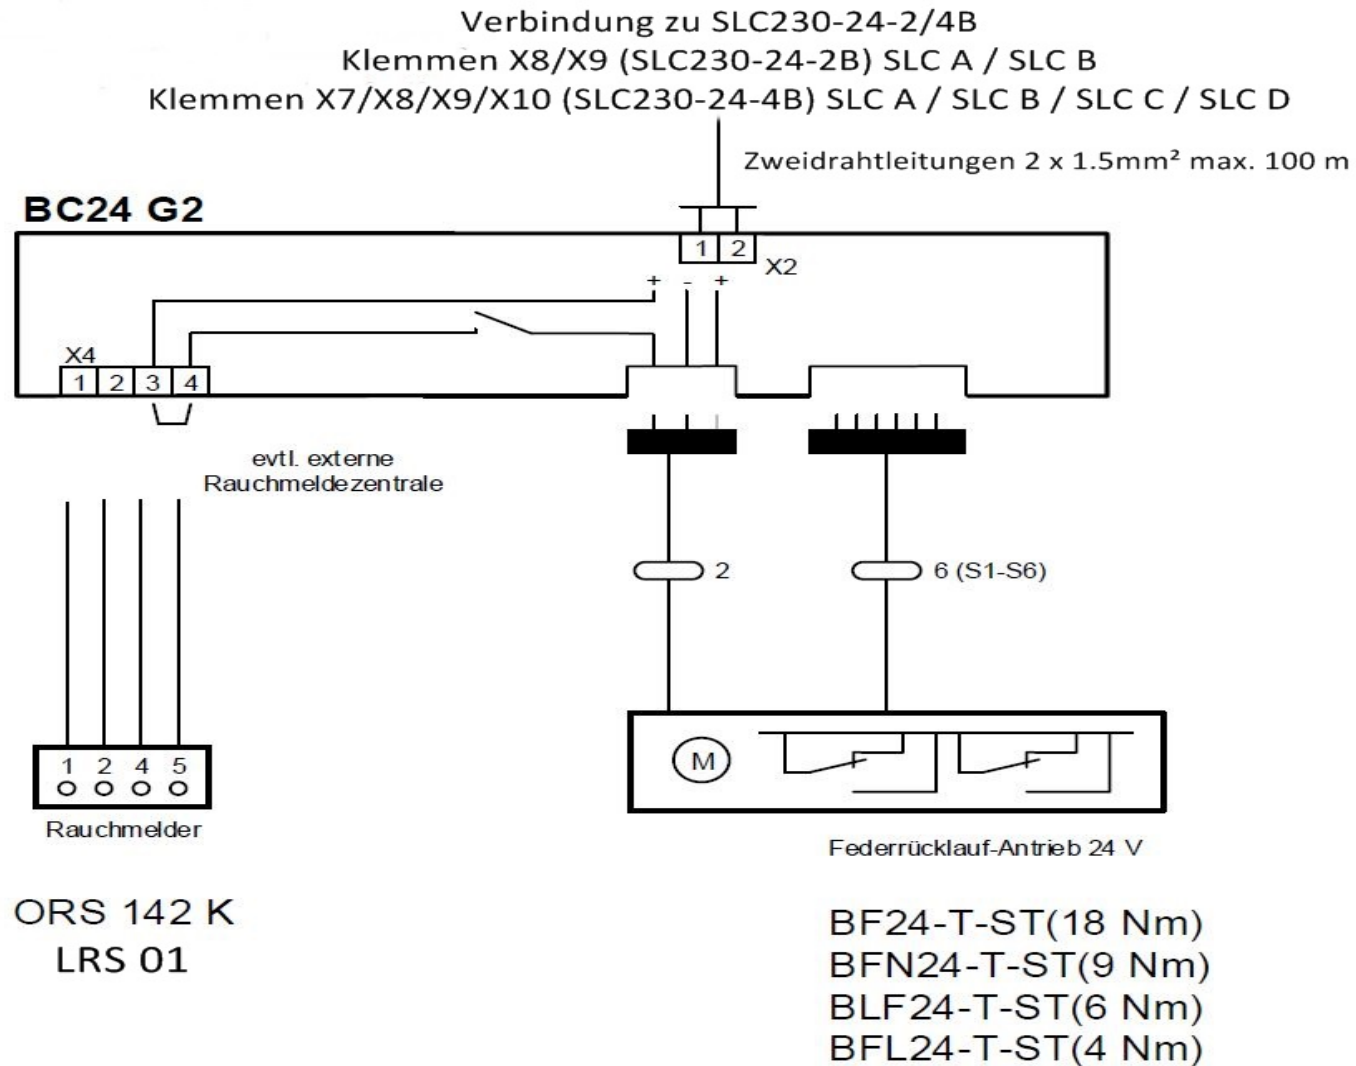 Verbindung zu SLC230-24-2/4B
Klemmen X8/X9 (SLC230-24-2B) SLC A / SLC B
Klemmen X7/X8/X9/X10 (SLC230-24-4B) SLC A / SLC B / SLC C / SLC D
Zweidrahtleitungen 2 x 1.5mm² max. 100 m
BC24 G2
1 2
X2
+ - +
X4
1 2 3 4
evtl. externe
Rauchmeldezentrale
2
6 (S1-S6)
M
1 2 4 5
Rauchmelder
Federrücklauf-Antrieb 24 V
ORS 142 K
LRS 01
BF24-T-ST(18 Nm)
BFN24-T-ST(9 Nm)
BLF24-T-ST(6 Nm)
BFL24-T-ST(4 Nm)